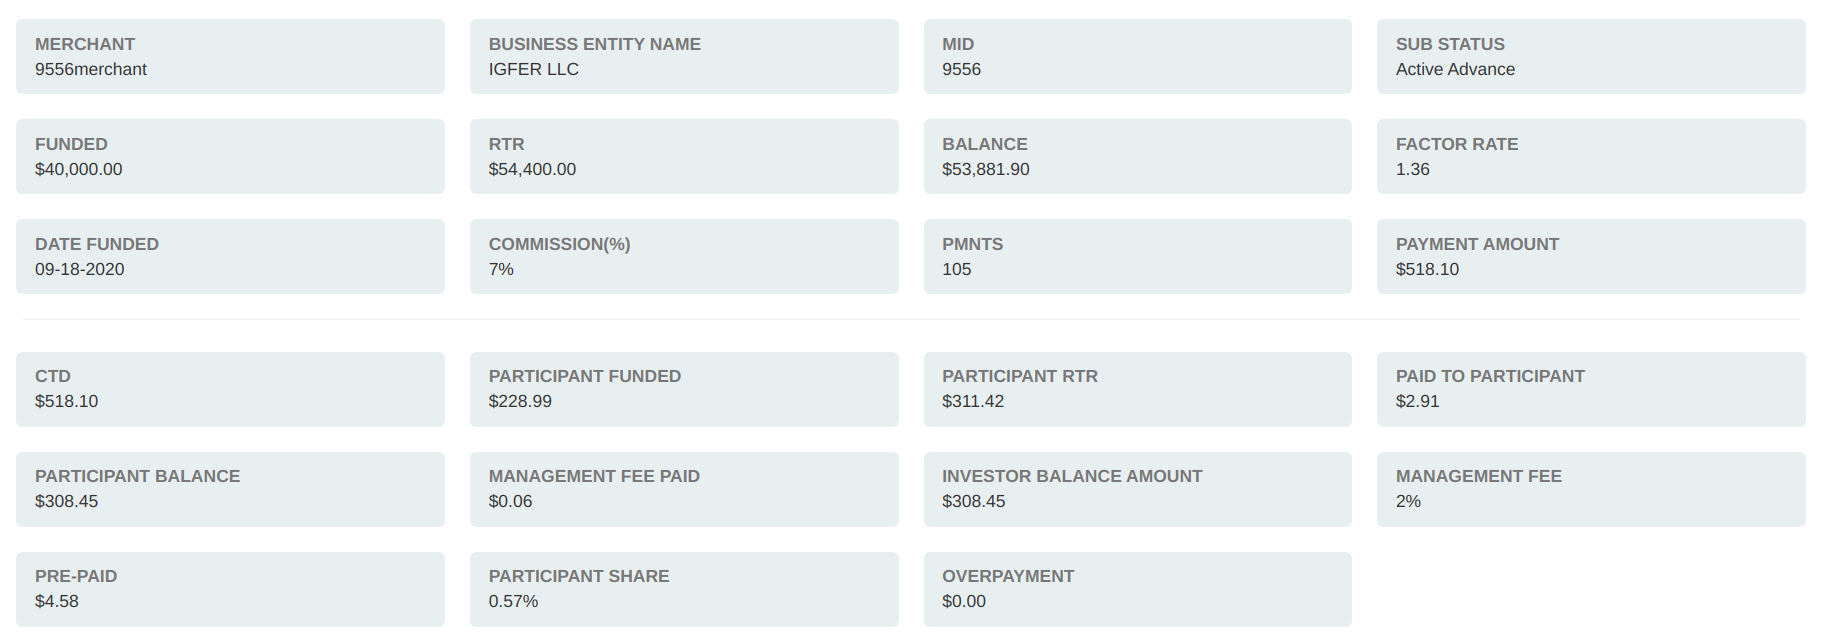 MERCHANT
9556merchant
BUSINESS ENTITY NAME
IGFER LLC
MID
9556
SUB STATUS
Active Advance
FUNDED
$40,000.00
RTR
$54,400.00
BALANCE
$53,881.90
FACTOR RATE
1.36
DATE FUNDED
09-18-2020
COMMISSION(%)
7%
PMNTS
105
PAYMENT AMOUNT
$518.10
CTD
$518.10
PARTICIPANT FUNDED
$228.99
PARTICIPANT RTR
$311.42
PAID TO PARTICIPANT
$2.91
PARTICIPANT BALANCE
$308.45
MANAGEMENT FEE PAID
$0.06
INVESTOR BALANCE AMOUNT
$308.45
MANAGEMENT FEE
2%
PRE-PAID
$4.58
PARTICIPANT SHARE
0.57%
OVERPAYMENT
$0.00